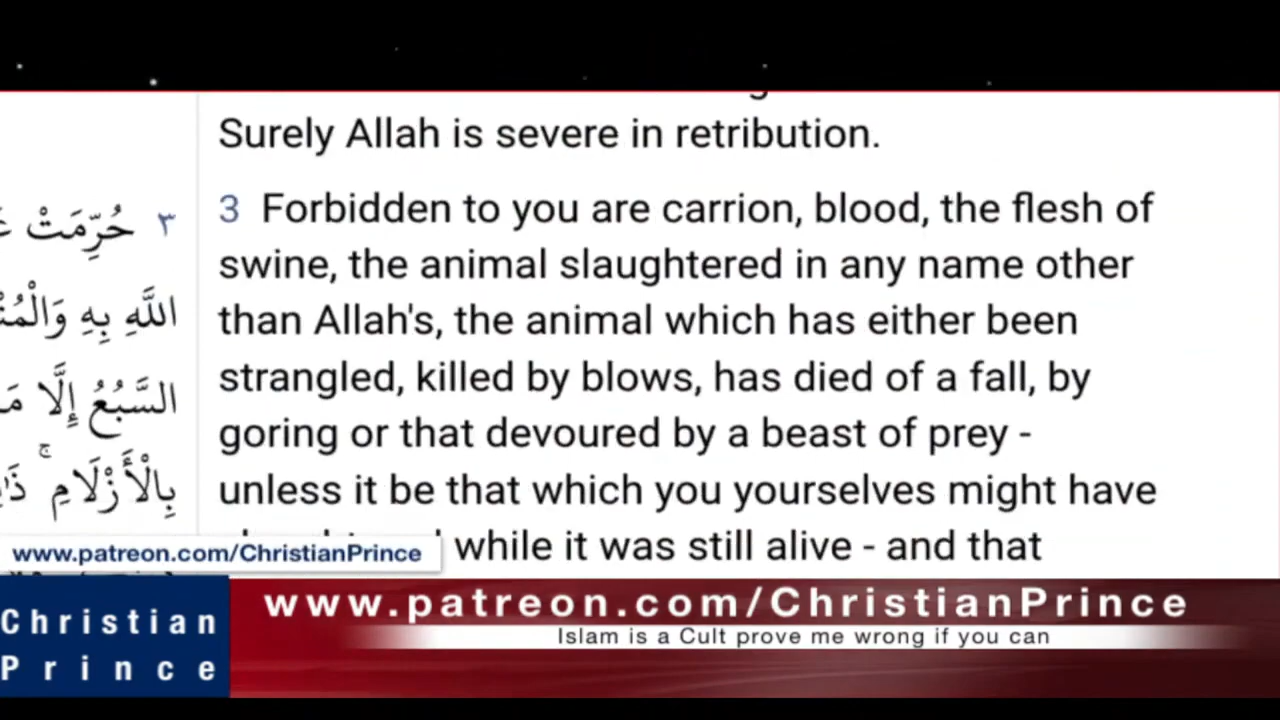 Surely Allah is severe in retribution.
3 Forbidden to you are carrion, blood, the flesh of
swine, the animal slaughtered in any name other
than Allah's, the animal which has either been
strangled, killed by blows, has died of a fall, by
goring or that devoured by a beast of prey -
unless it be that which you yourselves might have
while it was still alive - and that
٣ حُرِّمَتْ
اللَّهِ بِهِ
السَّبُعُ إِلَّا
بِالْأَزْلَامِ ۚ
www.patreon.com/ChristianPrince
Christian
Prince
www.patreon.com/ChristianPrince
Islam is a Cult prove me wrong if you can